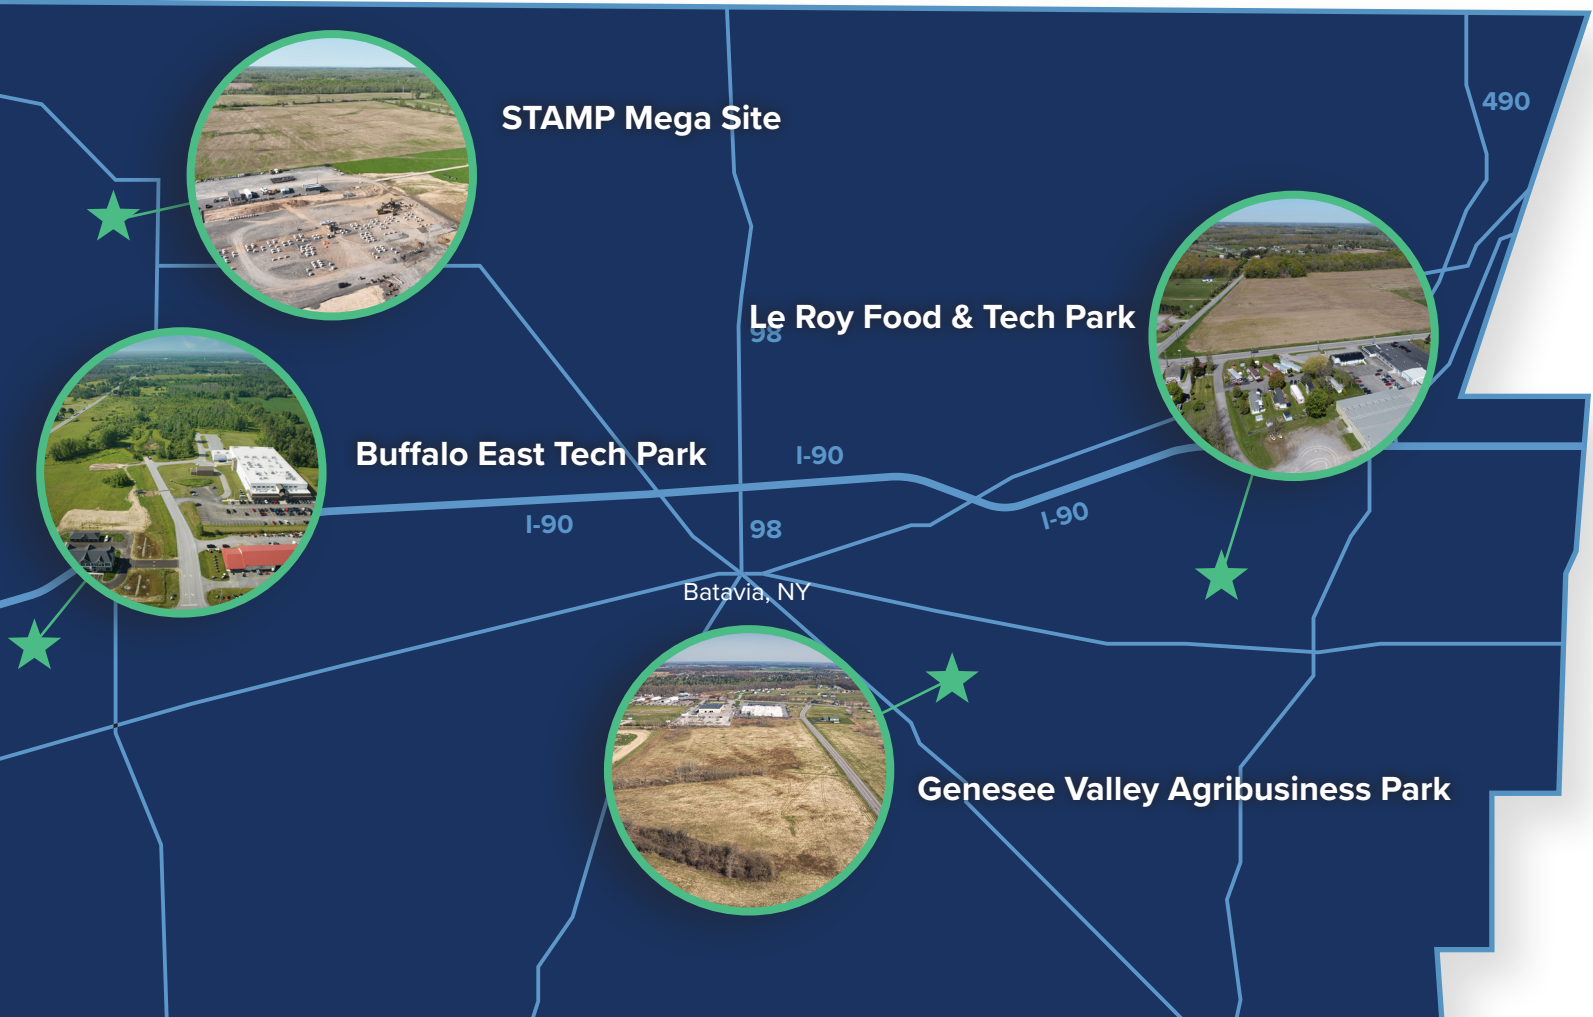 490
STAMP Mega Site
Le Roy Food & Tech Park
98
Buffalo East Tech Park
I-90
I-90
I-90
98
Batavia, NY
Genesee Valley Agribusiness Park